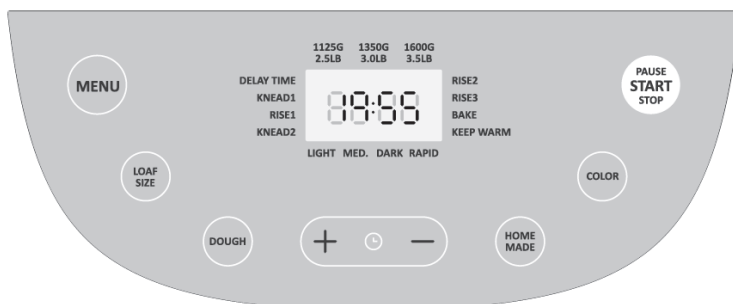 1125G 1350G 1600G
2.5LB 3.0LB 3.5LB
MENU
DELAY TIME
KNEAD1
RISE1
KNEAD2
19:55
RISE2
RISE3
BAKE
KEEP WARM
LIGHT MED. DARK RAPID
PAUSE
START
STOP
LOAF
SIZE
COLOR
DOUGH
+ −
HOME
MADE